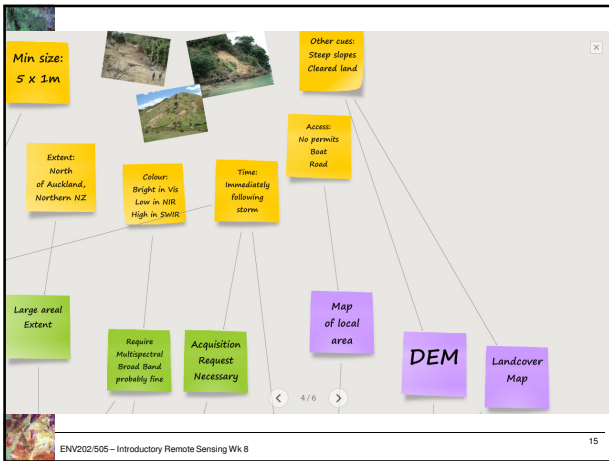 Min size:
5 x 1m
Other cues:
Steep slopes
Cleared land
Extent:
North
of Auckland,
Northern NZ
Colour:
Bright in Vis
Low in NIR
High in SWIR
Time:
Immediately
following
storm
Access:
No permits
Boat
Road
Large areal
Extent
Require
Multispectral
Broad Band
probably fine
Acquisition
Request
Necessary
Map
of local
area
DEM
Landcover
Map
4/6
ENV202/505 – Introductory Remote Sensing Wk 8
15